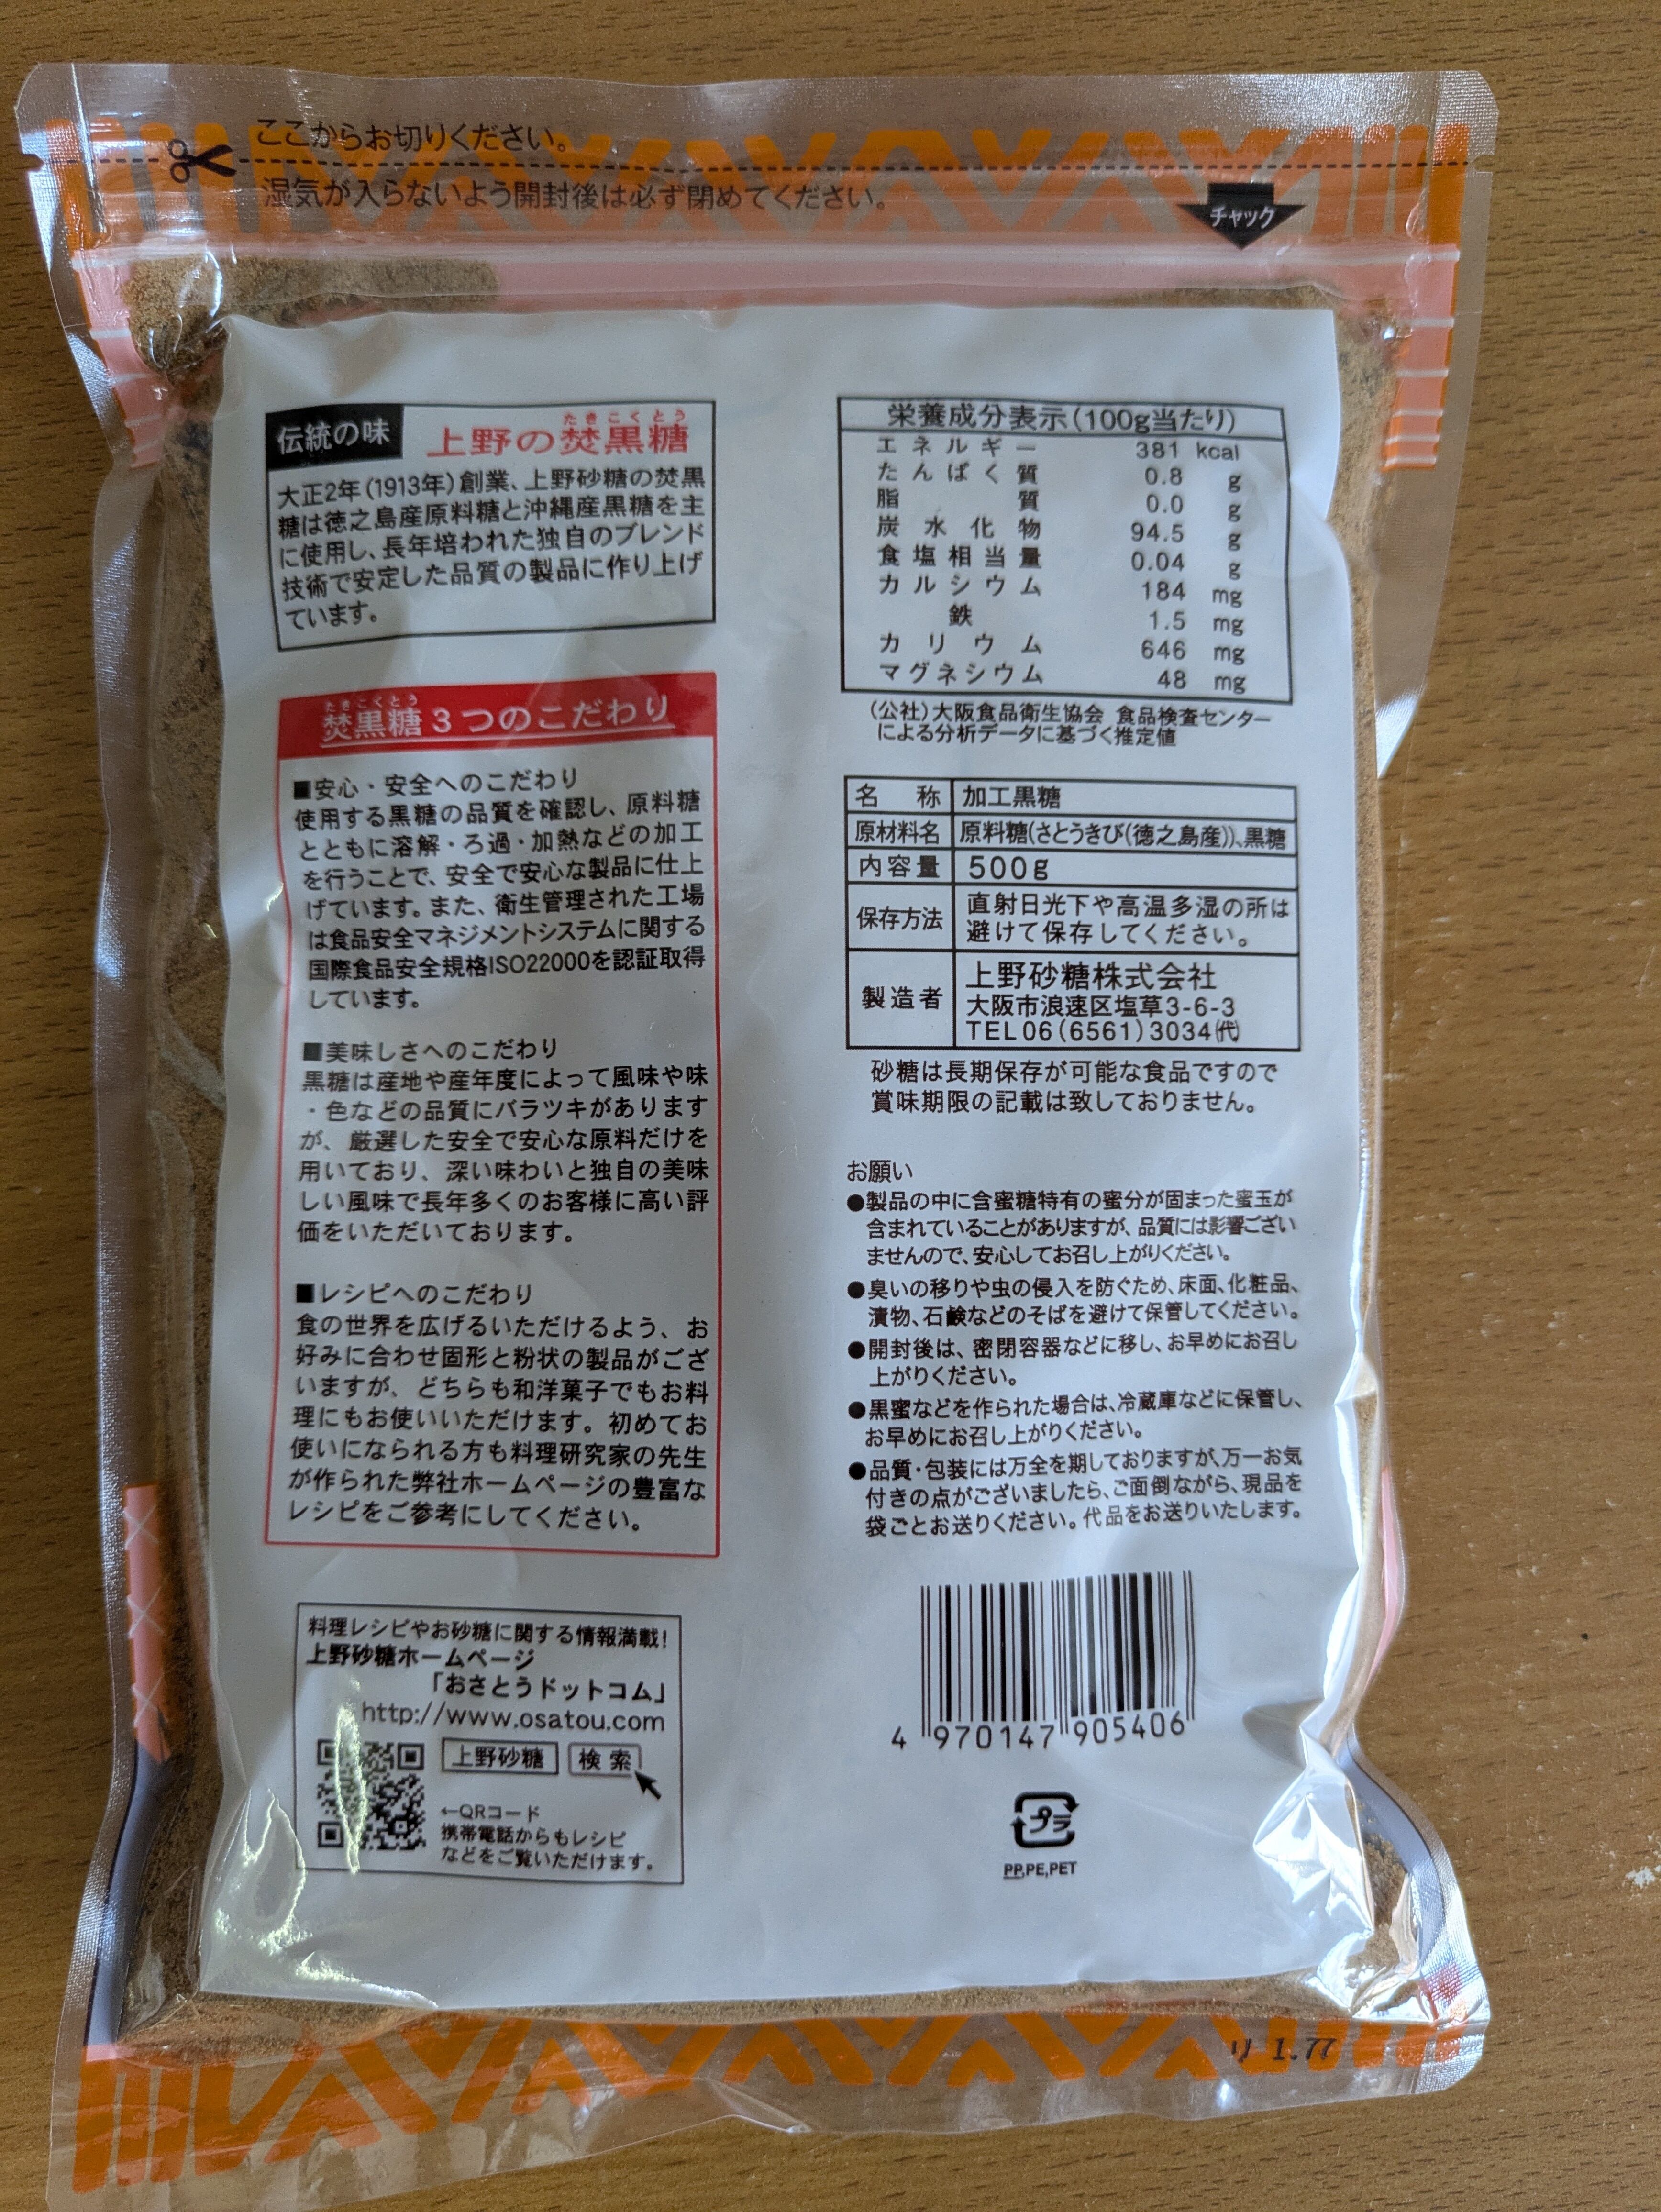 ここからお切りください。
湿気が入らないよう開封後は必ず閉めてください。
チャック
伝統の味
たきこくとう
上野の焚黒糖
大正2年(1913年)創業、上野砂糖の焚黒
糖は徳之島産原料糖と沖縄産黒糖を主
に使用し、長年培われた独自のブレンド
技術で安定した品質の製品に作り上げ
ています。
たきこくとう
焚黒糖3つのこだわり
■安心・安全へのこだわり
使用する黒糖の品質を確認し、原料糖
とともに溶解・ろ過・加熱などの加工
を行うことで、安全で安心な製品に仕上
げています。また、衛生管理された工場
は食品安全マネジメントシステムに関する
国際食品安全規格ISO22000を認証取得
しています。
■美味しさへのこだわり
黒糖は産地や産年度によって風味や味
・色などの品質にバラツキがあります
が、厳選した安全で安心な原料だけを
用いており、深い味わいと独自の美味
しい風味で長年多くのお客様に高い評
価をいただいております。
■レシピへのこだわり
食の世界を広げるいただけるよう、お
好みに合わせ固形と粉状の製品がござ
いますが、どちらも和洋菓子でもお料
理にもお使いいただけます。初めてお
使いになられる方も料理研究家の先生
が作られた弊社ホームページの豊富な
レシピをご参考にしてください。
料理レシピやお砂糖に関する情報満載!
上野砂糖ホームページ
「おさとうドットコム」
http://www.osatou.com
上野砂糖 検索
←QRコード
携帯電話からもレシピ
などをご覧いただけます。
栄養成分表示(100g当たり)
エネルギー 381 kcal
たんぱく質 0.8 g
脂質 0.0 g
炭水化物 94.5 g
食塩相当量 0.04 g
カルシウム 184 mg
鉄 1.5 mg
カリウム 646 mg
マグネシウム 48 mg
(公社)大阪食品衛生協会 食品検査センター
による分析データに基づく推定値
名称 加工黒糖
原材料名 原料糖(さとうきび(徳之島産))、黒糖
内容量 500g
保存方法 直射日光下や高温多湿の所は
避けて保存してください。
製造者 上野砂糖株式会社
大阪市浪速区塩草3-6-3
TEL06(6561)3034㈹
砂糖は長期保存が可能な食品ですので
賞味期限の記載は致しておりません。
お願い
●製品の中に含蜜糖特有の蜜分が固まった蜜玉が
含まれていることがありますが、品質には影響ござい
ませんので、安心してお召し上がりください。
●臭いの移りや虫の侵入を防ぐため、床面、化粧品、
漬物、石鹸などのそばを避けて保管してください。
●開封後は、密閉容器などに移し、お早めにお召し
上がりください。
●黒蜜などを作られた場合は、冷蔵庫などに保管し、
お早めにお召し上がりください。
●品質・包装には万全を期しておりますが、万一お気
付きの点がございましたら、ご面倒ながら、現品を
袋ごとお送りください。代品をお送りいたします。
4 970147 905406
プラ
PP,PE,PET